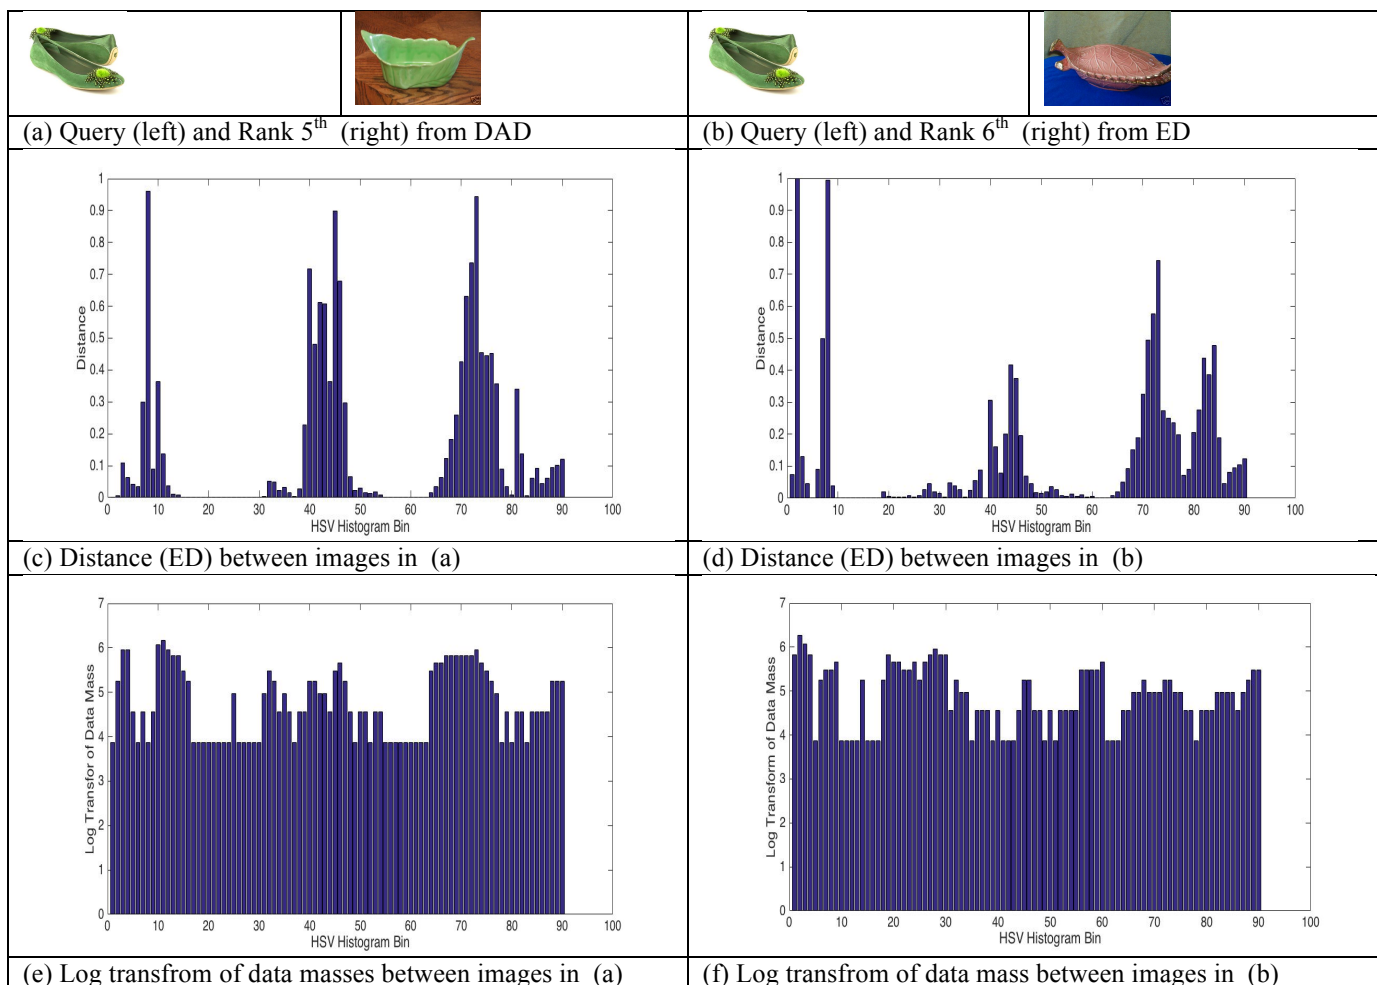 (a) Query (left) and Rank 5th (right) from DAD
(b) Query (left) and Rank 6th (right) from ED
1
0.9
0.8
0.7
0.6
0.5
0.4
0.3
0.2
0.1
0
Distance
0 10 20 30 40 50 60 70 80 90 100
HSV Histogram Bin
1
0.9
0.8
0.7
0.6
0.5
0.4
0.3
0.2
0.1
0
Distance
0 10 20 30 40 50 60 70 80 90 100
HSV Histogram Bin
(c) Distance (ED) between images in (a)
(d) Distance (ED) between images in (b)
7
6
5
4
3
2
1
0
Log Transfor of Data Mass
0 10 20 30 40 50 60 70 80 90 100
HSV Histogram Bin
7
6
5
4
3
2
1
0
Log Transform of Data Mass
0 10 20 30 40 50 60 70 80 90 100
HSV Histogram Bin
(e) Log transfrom of data masses between images in (a)
(f) Log transfrom of data mass between images in (b)